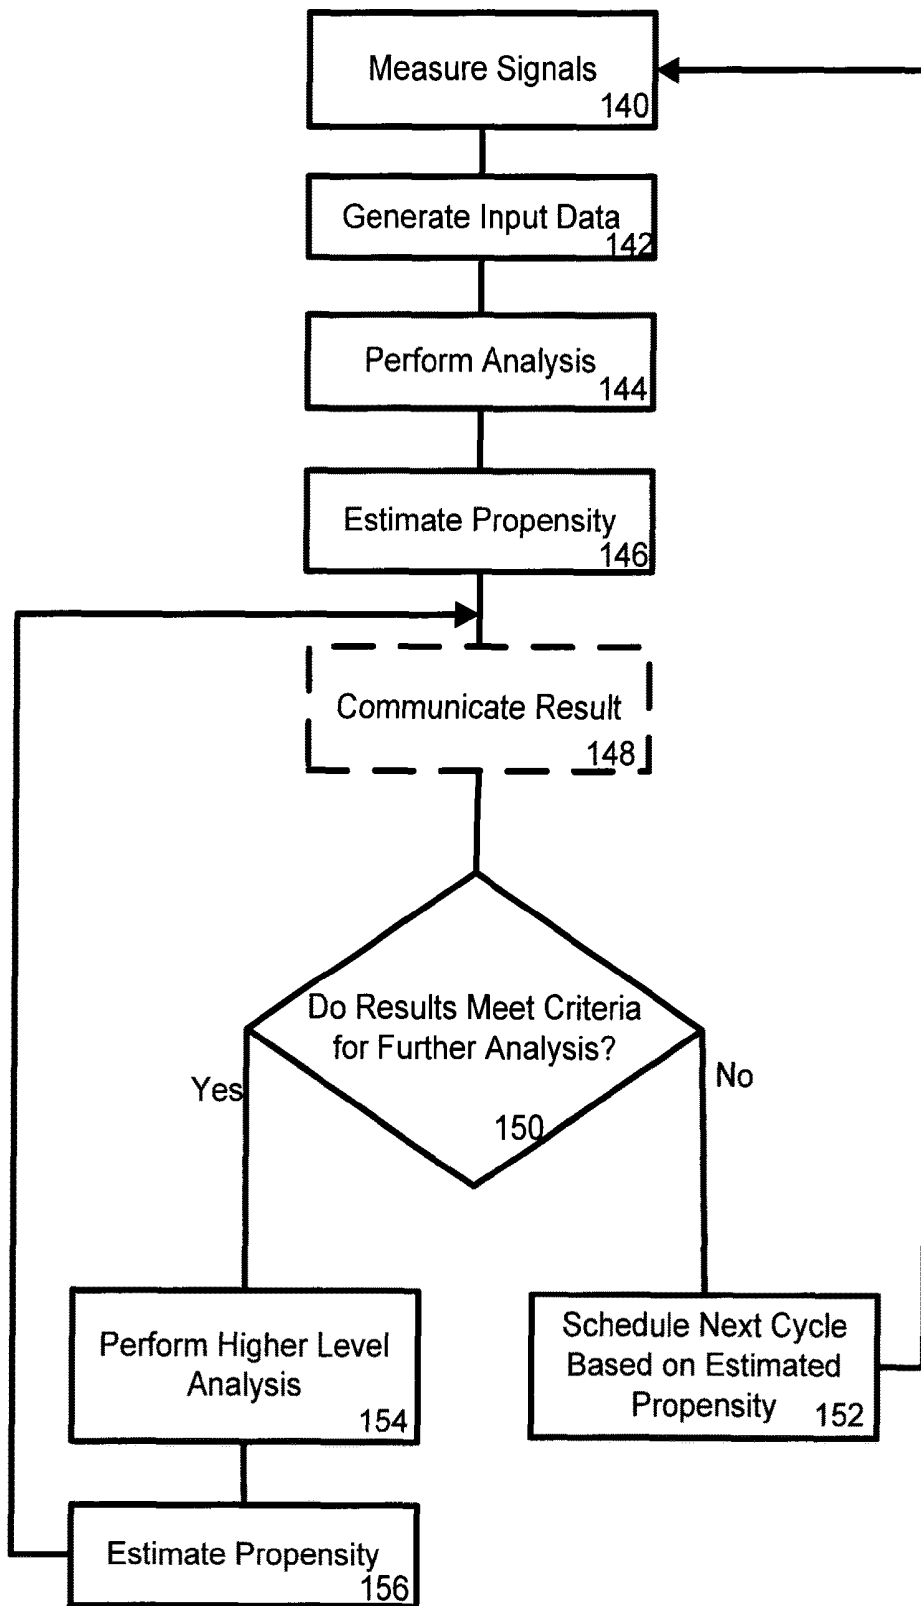 Measure Signals
140
Generate Input Data
142
Perform Analysis
144
Estimate Propensity
146
Communicate Result
148
Do Results Meet Criteria
for Further Analysis?
150
Yes
No
Perform Higher Level
Analysis
154
Schedule Next Cycle
Based on Estimated
Propensity 152
Estimate Propensity
156